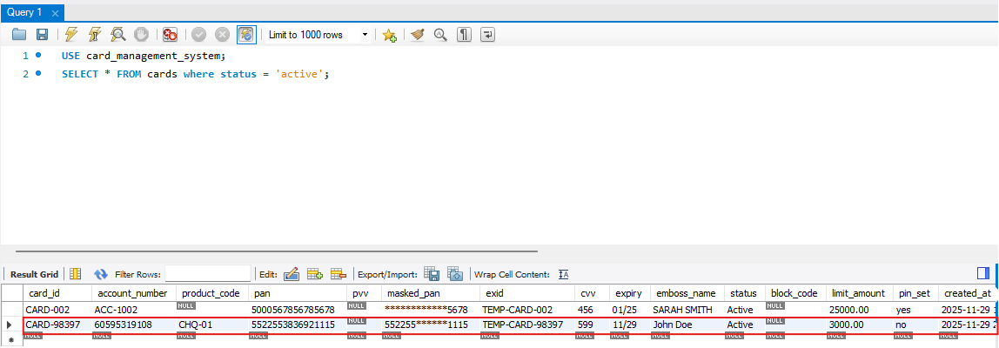 Query 1
Limit to 1000 rows
1 USE card_management_system;
2 SELECT * FROM cards where status = 'active';
Result Grid Filter Rows: Edit: Export/Import: Wrap Cell Content:
card_id account_number product_code pan pvv masked_pan exid cvv expiry emboss_name status block_code limit_amount pin_set created_at
CARD-002 ACC-1002 NULL 5000567856785678 NULL ************5678 TEMP-CARD-002 456 01/25 SARAH SMITH Active NULL 25000.00 yes 2025-11-29
CARD-98397 60595319108 CHQ-01 5522553836921115 NULL 552255******1115 TEMP-CARD-98397 599 11/29 John Doe Active NULL 3000.00 no 2025-11-29
NULL NULL NULL NULL NULL NULL NULL NULL NULL NULL NULL NULL NULL NULL NULL